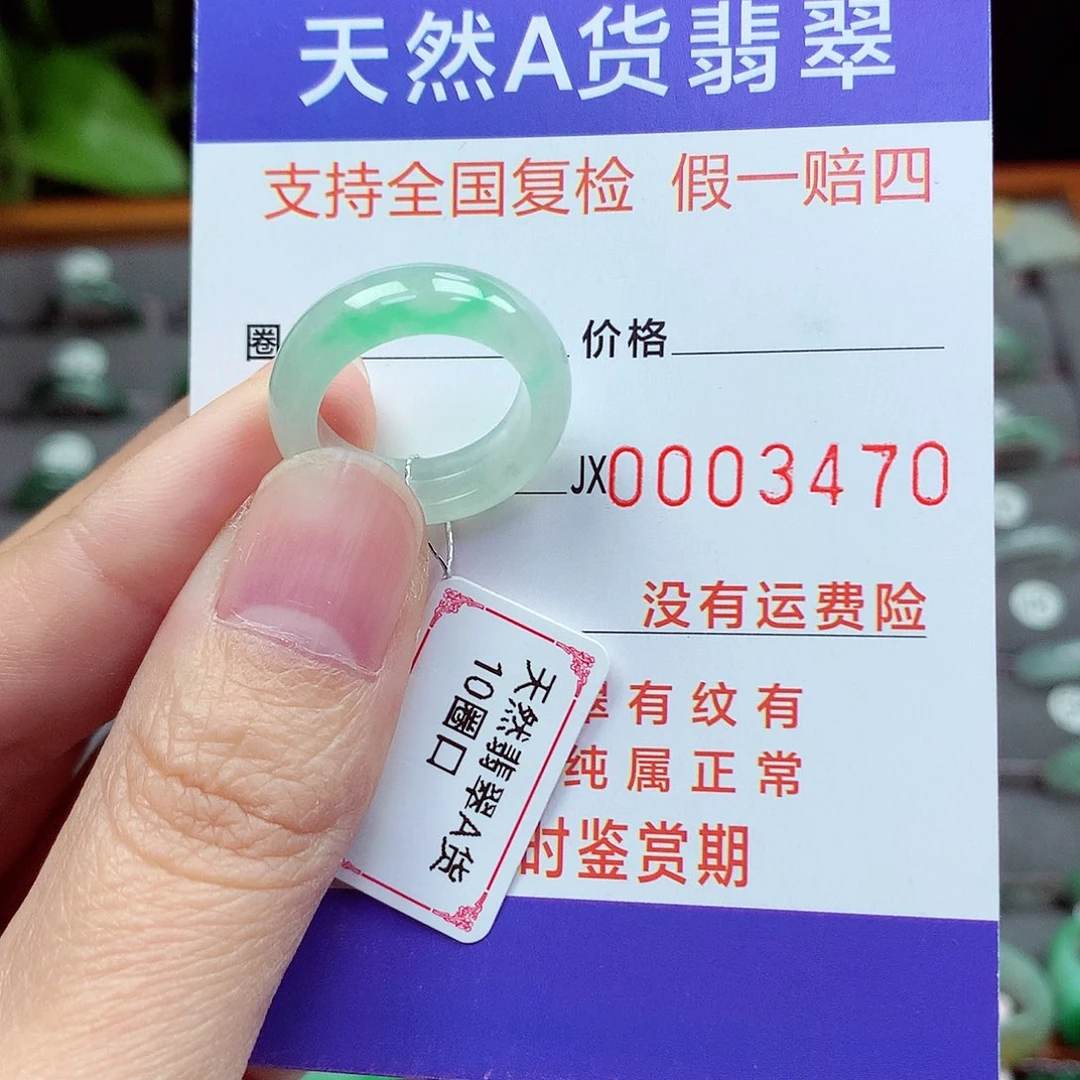 天然A货翡翠
支持全国复检 假一赔四
圈 价格
JX0003470
没有运费险
翠有纹有
纯属正常
时鉴赏期
天然翡翠A货
10圈口